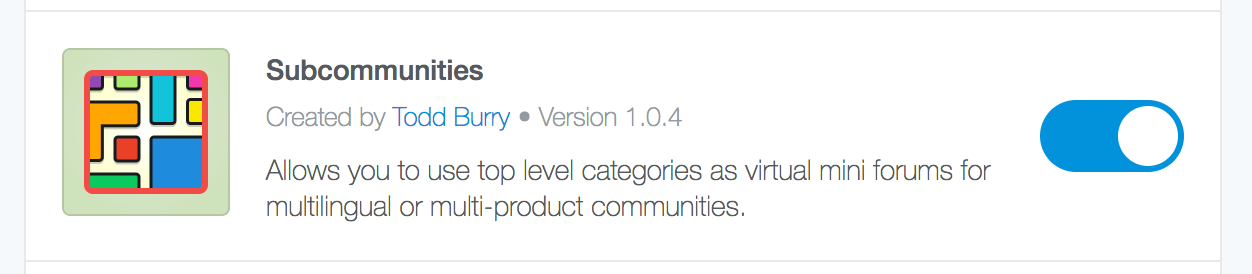 Subcommunities
Created by Todd Burry • Version 1.0.4
Allows you to use top level categories as virtual mini forums for
multilingual or multi-product communities.